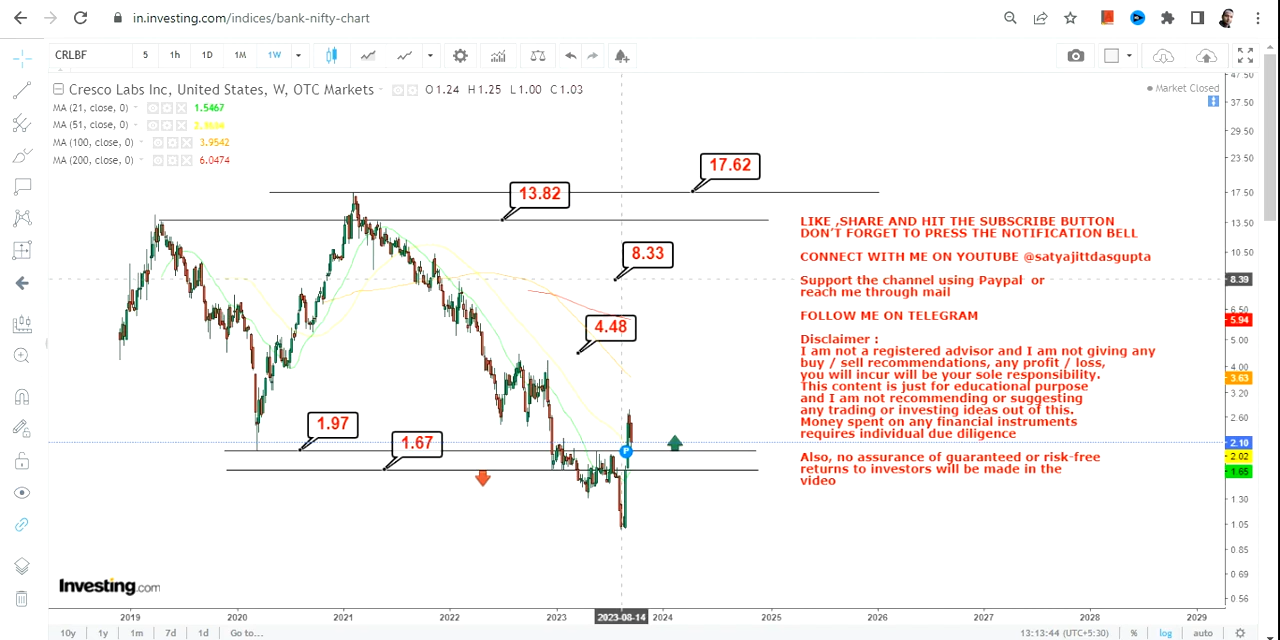 in.investing.com/indices/bank-nifty-chart
CRLBF 5 1h 1D 1M 1W
Cresco Labs Inc, United States, W, OTC Markets O1.24 H1.25 L1.00 C1.03
Market Closed
MA (21, close, 0) 1.5467
MA (51, close, 0)
MA (100, close, 0) 3.9542
MA (200, close, 0) 6.0474
17.62
13.82
8.33
4.48
1.97
1.67
P
LIKE ,SHARE AND HIT THE SUBSCRIBE BUTTON
DON'T FORGET TO PRESS THE NOTIFICATION BELL
CONNECT WITH ME ON YOUTUBE @satyajittdasgupta
Support the channel using Paypal or
reach me through mail
FOLLOW ME ON TELEGRAM
Disclaimer :
I am not a registered advisor and I am not giving any
buy / sell recommendations, any profit / loss,
you will incur will be your sole responsibility.
This content is just for educational purpose
and I am not recommending or suggesting
any trading or investing ideas out of this.
Money spent on any financial instruments
requires individual due diligence
Also, no assurance of guaranteed or risk-free
returns to investors will be made in the
video
47.50
37.50
29.50
23.50
17.50
13.50
10.50
8.39
6.50
5.94
5.00
4.00
3.63
3.20
2.60
2.10
2.02
1.65
1.30
1.05
0.85
0.69
0.56
Investing.com
2019 2020 2021 2022 2023 2023-08-14 2024 2025 2026 2027 2028 2029
10y 1y 1m 7d 1d Go to... 13:13:44 (UTC+5:30) % log auto